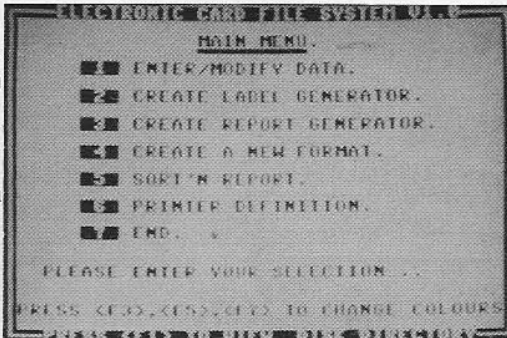 ELECTRONIC CARD FILE SYSTEM V1.0
MAIN MENU.
1 ENTER/MODIFY DATA.
2 CREATE LABEL GENERATOR.
3 CREATE REPORT GENERATOR.
4 CREATE A NEW FORMAT.
5 SORT'N REPORT.
6 PRINTER DEFINITION.
7 END.
PLEASE ENTER YOUR SELECTION ..
PRESS <F3>,<F5>,<F7> TO CHANGE COLOURS
PRESS <F1> TO VIEW DISK DIRECTORY